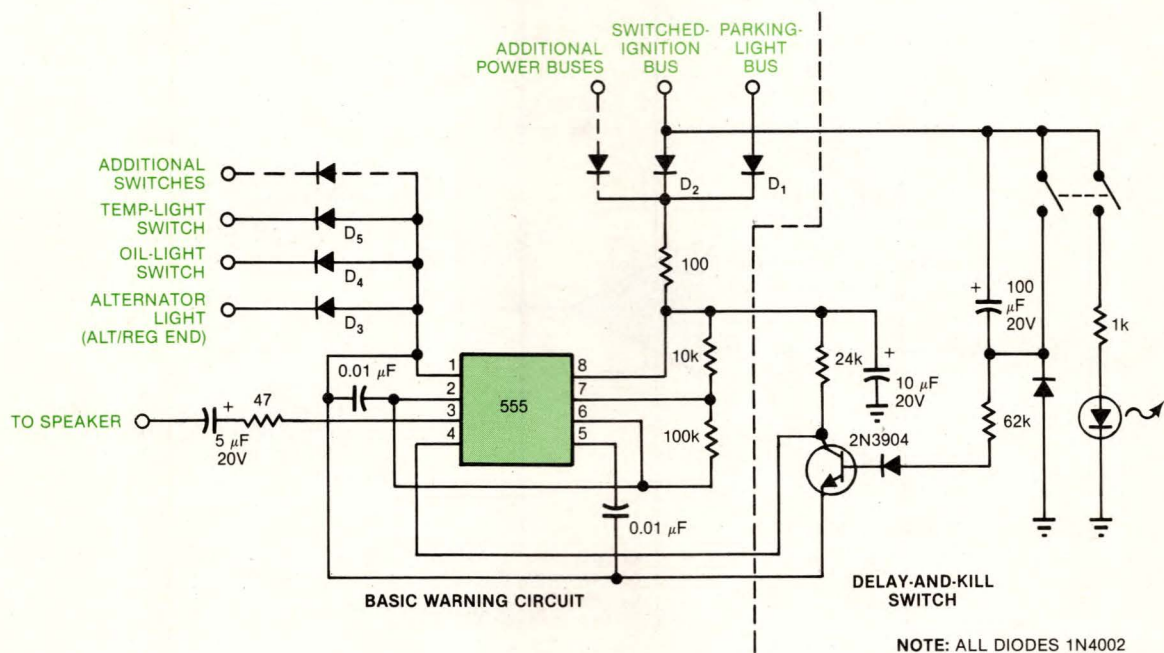 ADDITIONAL
POWER BUSES
SWITCHED-
IGNITION
BUS
PARKING-
LIGHT
BUS
ADDITIONAL
SWITCHES
TEMP-LIGHT
SWITCH
OIL-LIGHT
SWITCH
ALTERNATOR
LIGHT
(ALT/REG END)
TO SPEAKER
D2
D1
D5
D4
D3
100
0.01 µF
1
2
3
4
8
7
6
5
555
+
5 µF
20V
47
10k
100k
24k
+
10 µF
20V
2N3904
0.01 µF
+
100
µF
20V
62k
1k
BASIC WARNING CIRCUIT
DELAY-AND-KILL
SWITCH
NOTE: ALL DIODES 1N4002